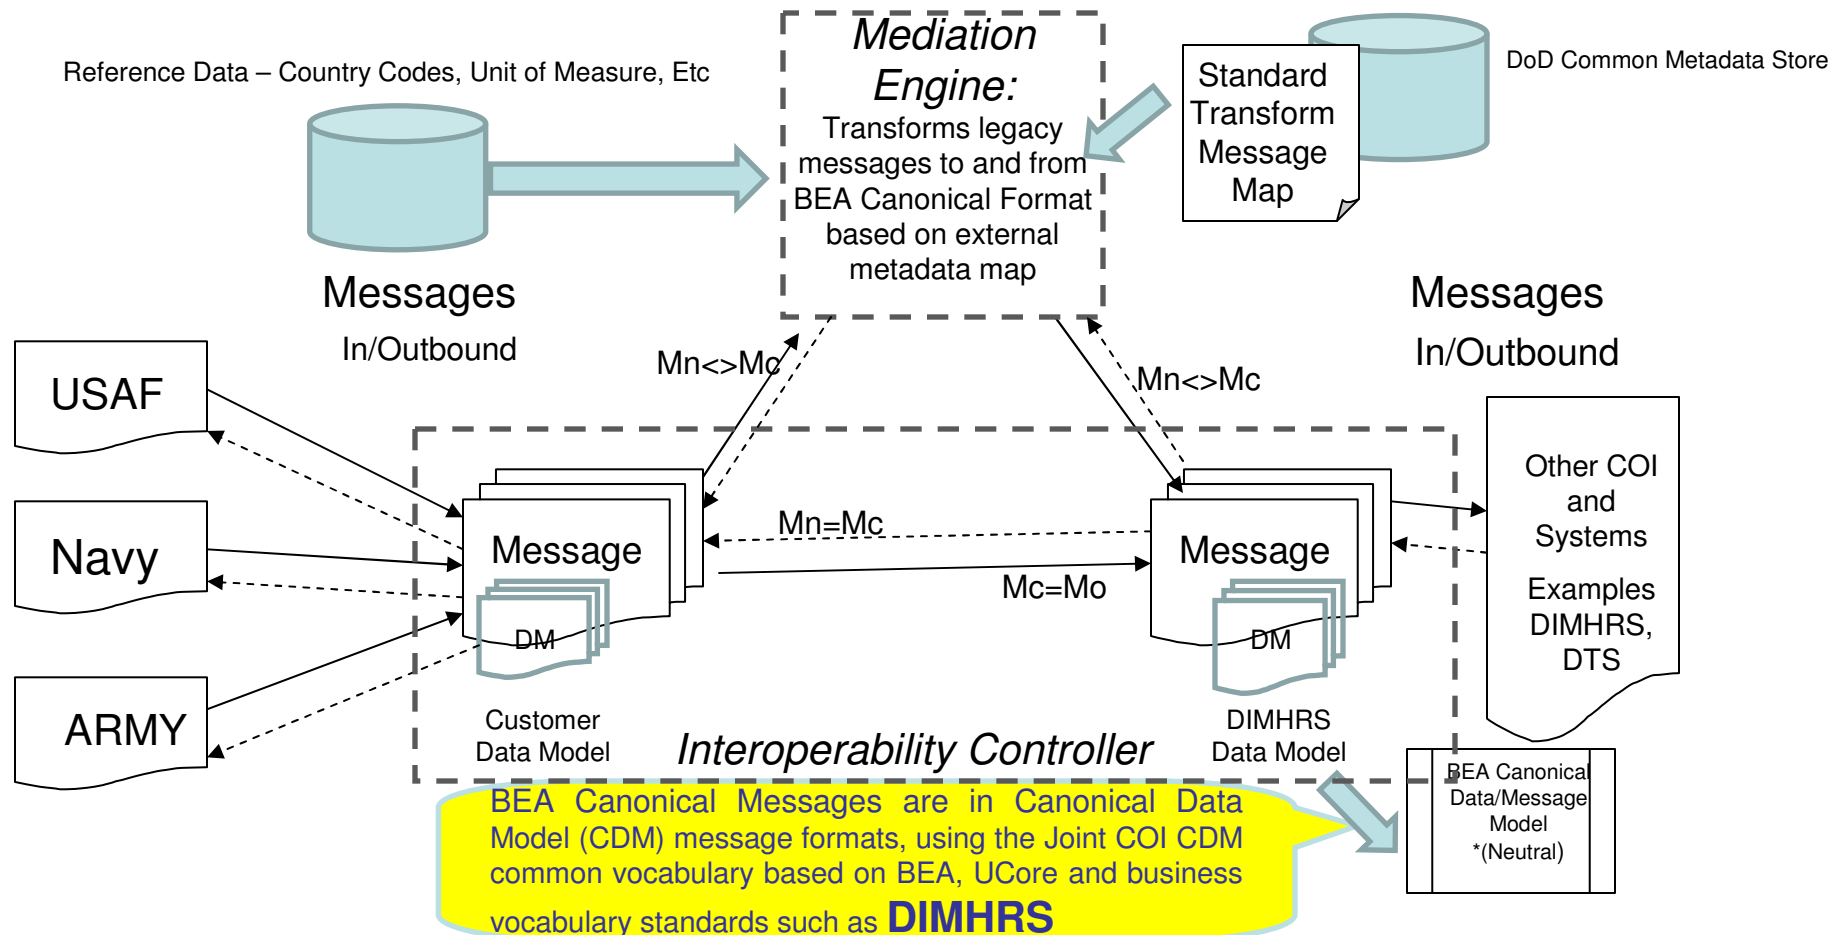 Mediation
Engine:
Transforms legacy
messages to and from
BEA Canonical Format
based on external
metadata map
Reference Data – Country Codes, Unit of Measure, Etc
Standard
Transform
Message
Map
DoD Common Metadata Store
Messages
In/Outbound
Messages
In/Outbound
Mn<>Mc
Mn<>Mc
USAF
Navy
ARMY
Message
DM
Customer
Data Model
Mn=Mc
Mc=Mo
Message
DM
DIMHRS
Data Model
Interoperability Controller
Other COI
and
Systems
Examples
DIMHRS,
DTS
BEA Canonical
Data/Message
Model
*(Neutral)
BEA Canonical Messages are in Canonical Data
Model (CDM) message formats, using the Joint COI CDM
common vocabulary based on BEA, UCore and business
vocabulary standards such as DIMHRS